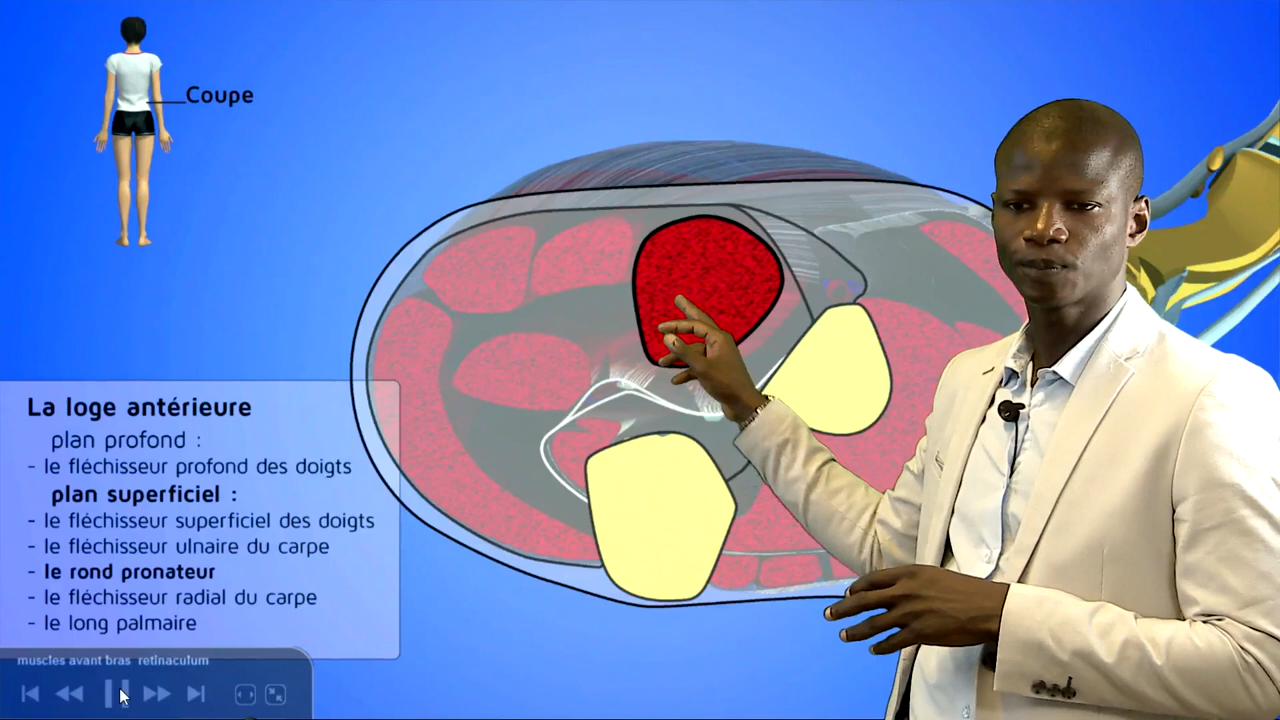 Coupe
La loge antérieure
plan profond :
- le fléchisseur profond des doigts
plan superficiel :
- le fléchisseur superficiel des doigts
- le fléchisseur ulnaire du carpe
- le rond pronateur
- le fléchisseur radial du carpe
- le long palmaire
muscles avant bras retinaculum